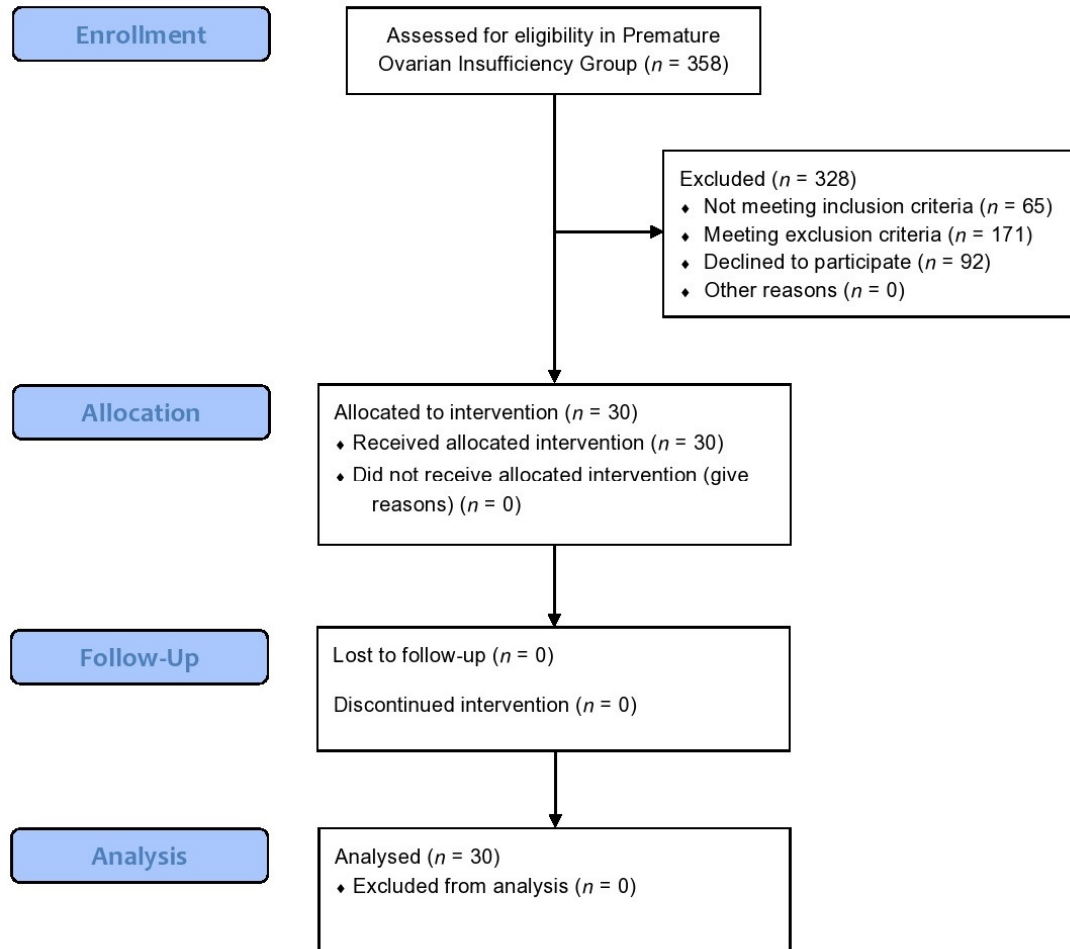 Enrollment
Assessed for eligibility in Premature
Ovarian Insufficiency Group (n = 358)
Excluded (n = 328)
♦ Not meeting inclusion criteria (n = 65)
♦ Meeting exclusion criteria (n = 171)
♦ Declined to participate (n = 92)
♦ Other reasons (n = 0)
Allocation
Allocated to intervention (n = 30)
♦ Received allocated intervention (n = 30)
♦ Did not receive allocated intervention (give
reasons) (n = 0)
Follow-Up
Lost to follow-up (n = 0)
Discontinued intervention (n = 0)
Analysis
Analysed (n = 30)
♦ Excluded from analysis (n = 0)